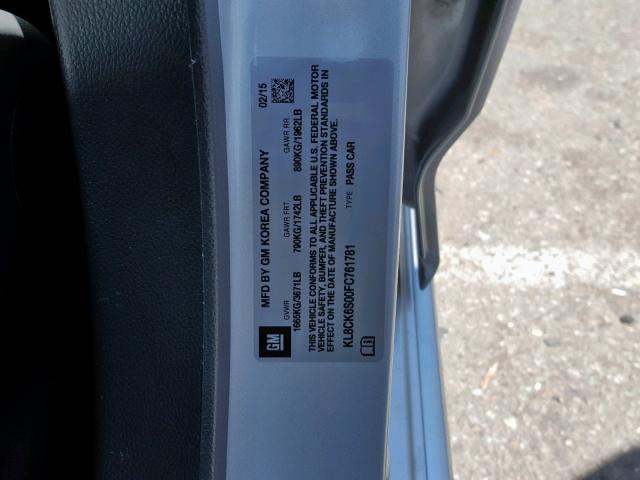 MFD BY GM KOREA COMPANY 02/15
GVWR GAWR FRT GAWR RR
1665KG/3671LB 790KG/1742LB 890KG/1962LB
THIS VEHICLE CONFORMS TO ALL APPLICABLE U.S. FEDERAL MOTOR
VEHICLE SAFETY, BUMPER, AND THEFT PREVENTION STANDARDS IN
EFFECT ON THE DATE OF MANUFACTURE SHOWN ABOVE.
KL8CK6S00FC761781 TYPE: PASS CAR
GM